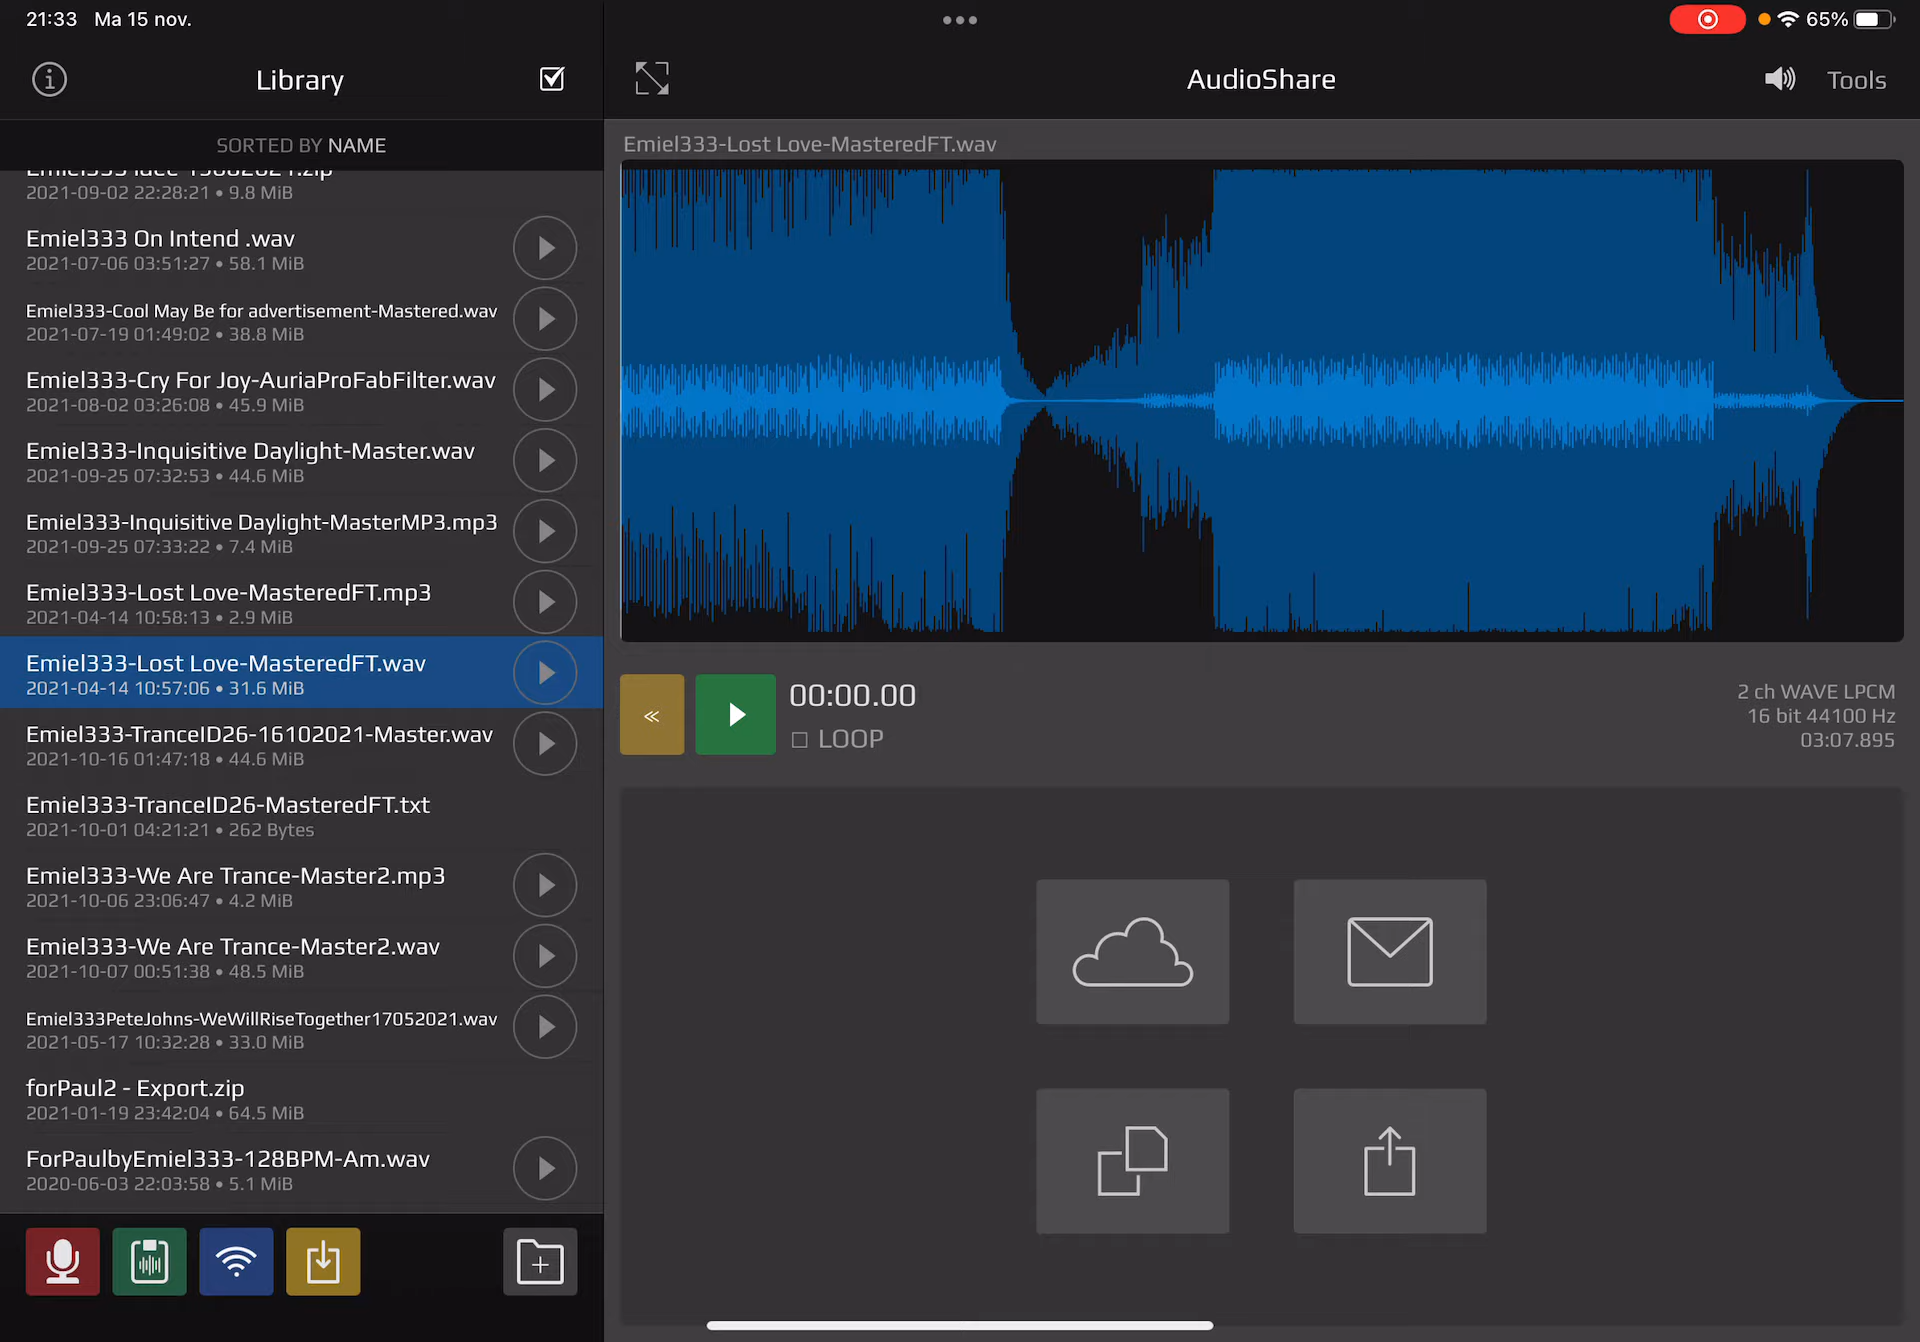 21:33 Ma 15 nov.
65%
Library
AudioShare
Tools
SORTED BY NAME
2021-09-02 22:28:21 • 9.8 MiB
Emiel333 On Intend .wav
2021-07-06 03:51:27 • 58.1 MiB
Emiel333-Cool May Be for advertisement-Mastered.wav
2021-07-19 01:49:02 • 38.8 MiB
Emiel333-Cry For Joy-AuriaProFabFilter.wav
2021-08-02 03:26:08 • 45.9 MiB
Emiel333-Inquisitive Daylight-Master.wav
2021-09-25 07:32:53 • 44.6 MiB
Emiel333-Inquisitive Daylight-MasterMP3.mp3
2021-09-25 07:33:22 • 7.4 MiB
Emiel333-Lost Love-MasteredFT.mp3
2021-04-14 10:58:13 • 2.9 MiB
Emiel333-Lost Love-MasteredFT.wav
2021-04-14 10:57:06 • 31.6 MiB
Emiel333-TranceID26-16102021-Master.wav
2021-10-16 01:47:18 • 44.6 MiB
Emiel333-TranceID26-MasteredFT.txt
2021-10-01 04:21:21 • 262 Bytes
Emiel333-We Are Trance-Master2.mp3
2021-10-06 23:06:47 • 4.2 MiB
Emiel333-We Are Trance-Master2.wav
2021-10-07 00:51:38 • 48.5 MiB
Emiel333PeteJohns-WeWillRiseTogether17052021.wav
2021-05-17 10:32:28 • 33.0 MiB
forPaul2 - Export.zip
2021-01-19 23:42:04 • 64.5 MiB
ForPaulbyEmiel333-128BPM-Am.wav
2020-06-03 22:03:58 • 5.1 MiB
Emiel333-Lost Love-MasteredFT.wav
00:00.00
LOOP
2 ch WAVE LPCM
16 bit 44100 Hz
03:07.895